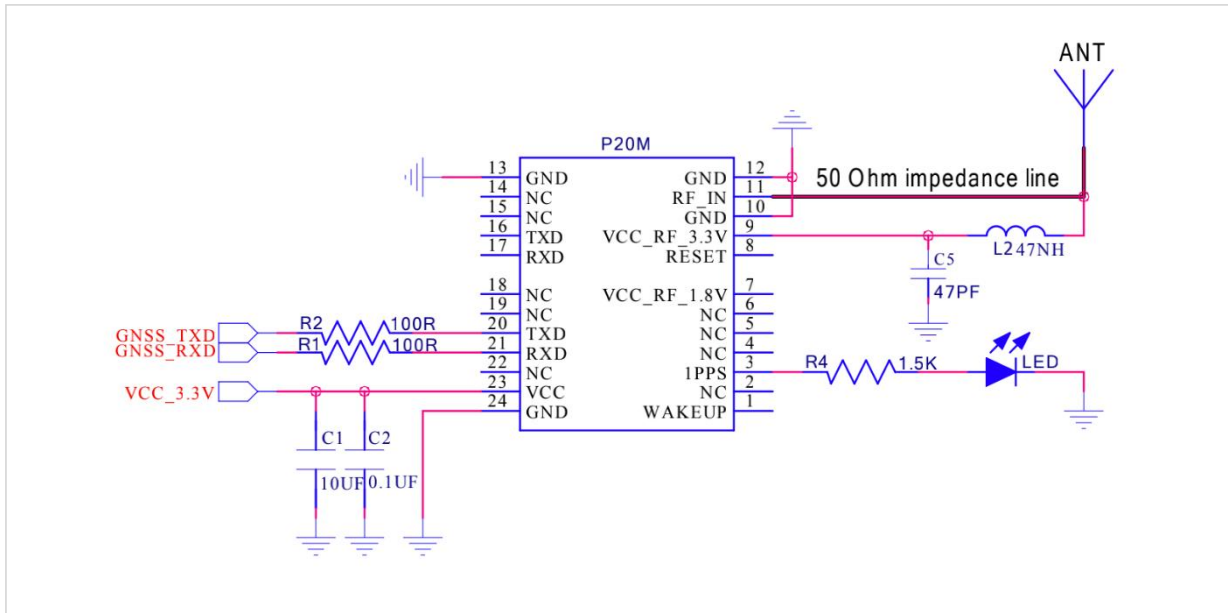 ANT
P20M
50 Ohm impedance line
13 GND
14 NC
15 NC
16 TXD
17 RXD
18 NC
19 NC
20 TXD
21 RXD
22 NC
23 VCC
24 GND
GND 12
RF_IN 11
GND 10
VCC_RF_3.3V 9
RESET 8
VCC_RF_1.8V 7
NC 6
NC 5
NC 4
1PPS 3
NC 2
WAKEUP 1
L2 47NH
C5
47PF
GNSS_TXD R2 100R
GNSS_RXD R1 100R
VCC_3.3V
R4 1.5K LED
C1 C2
10UF 0.1UF